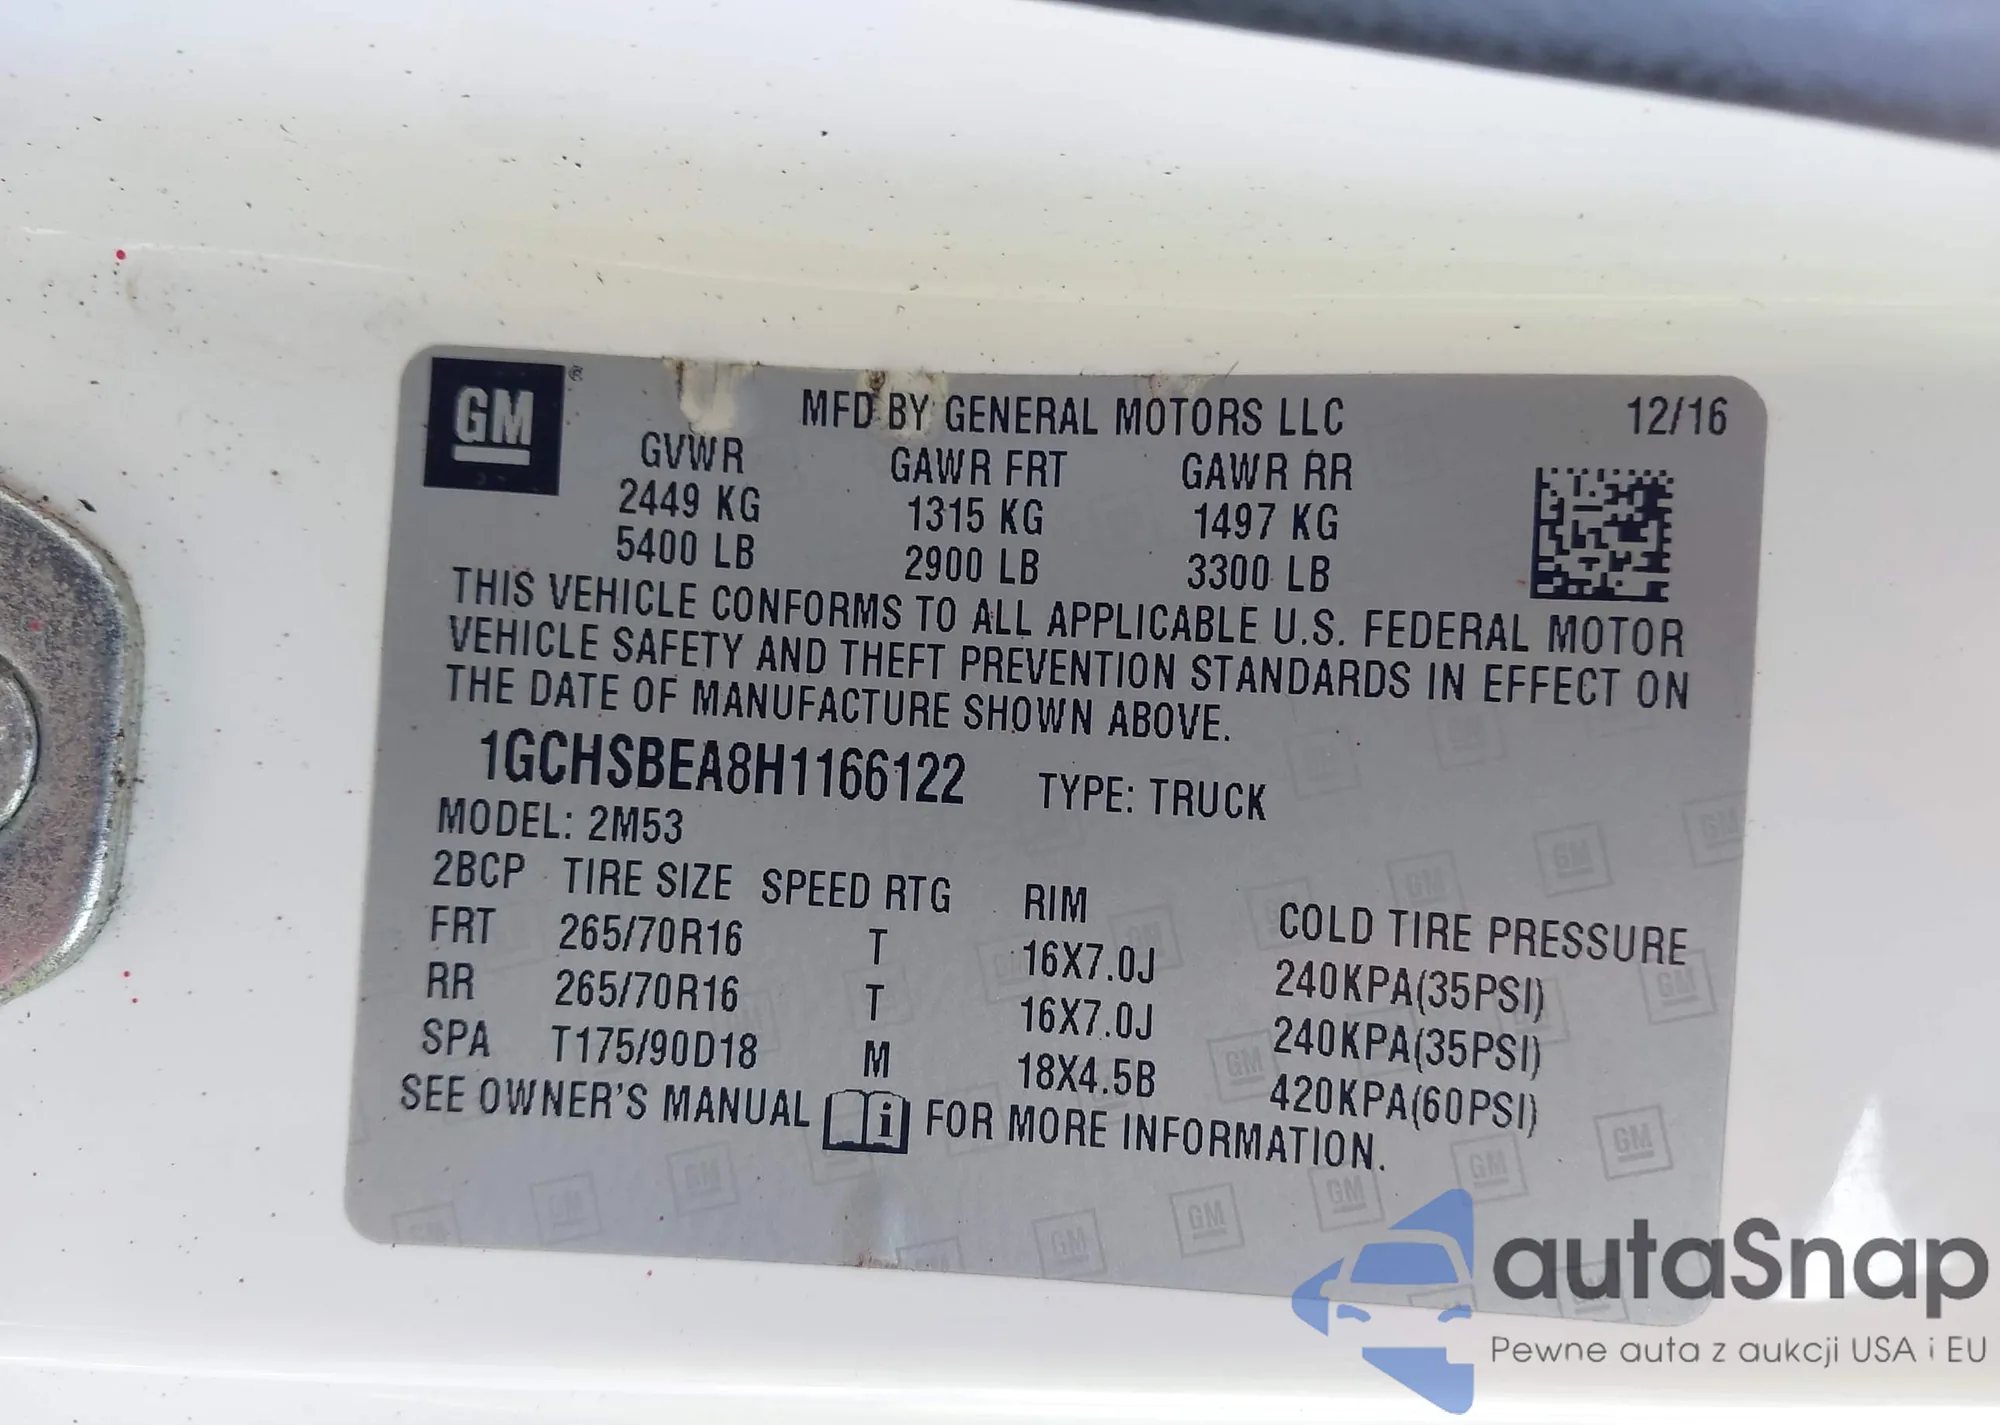 GM ®
MFD BY GENERAL MOTORS LLC 12/16
GVWR GAWR FRT GAWR RR
2449 KG 1315 KG 1497 KG
5400 LB 2900 LB 3300 LB
THIS VEHICLE CONFORMS TO ALL APPLICABLE U.S. FEDERAL MOTOR
VEHICLE SAFETY AND THEFT PREVENTION STANDARDS IN EFFECT ON
THE DATE OF MANUFACTURE SHOWN ABOVE.
1GCHSBEA8H1166122 TYPE: TRUCK
MODEL: 2M53
2BCP TIRE SIZE SPEED RTG RIM COLD TIRE PRESSURE
FRT 265/70R16 T 16X7.0J 240KPA(35PSI)
RR 265/70R16 T 16X7.0J 240KPA(35PSI)
SPA T175/90D18 M 18X4.5B 420KPA(60PSI)
SEE OWNER'S MANUAL i FOR MORE INFORMATION.
autaSnap
Pewne auta z aukcji USA i EU